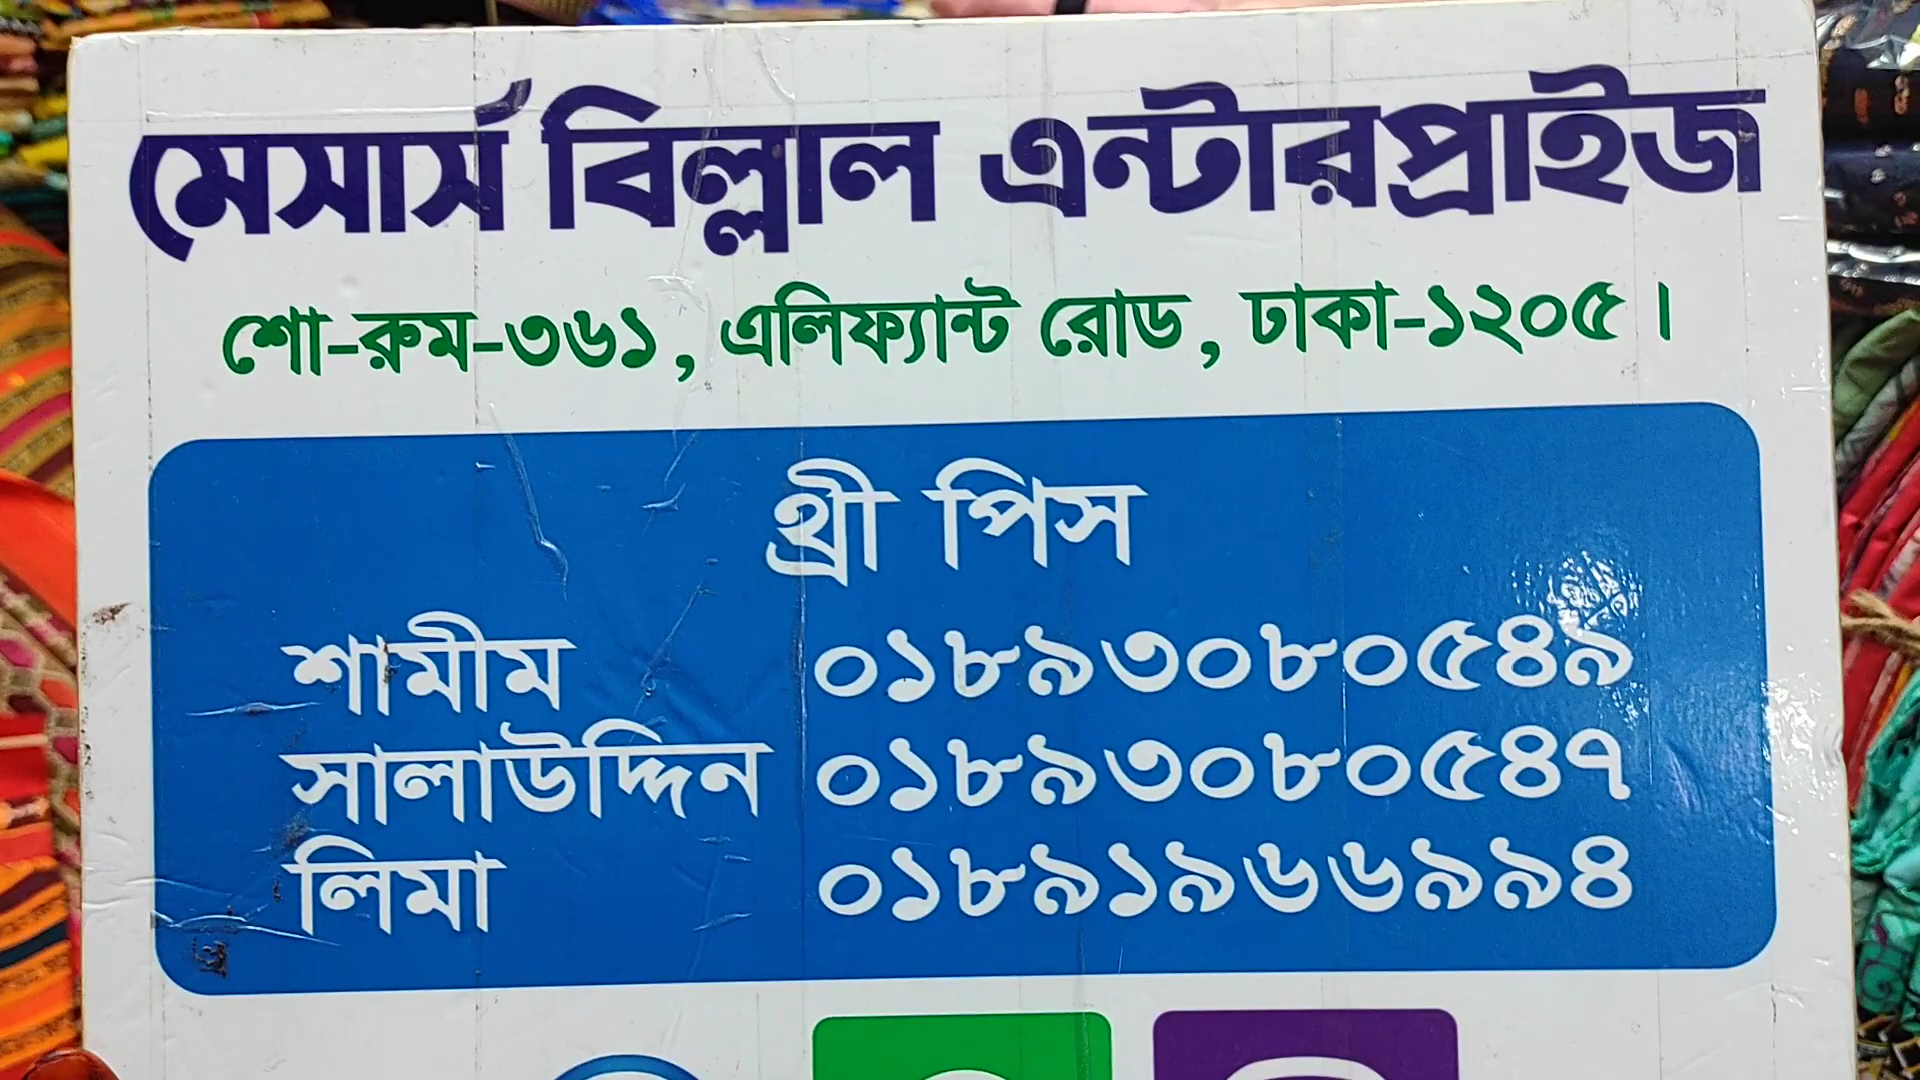 মেসার্স বিল্লাল এন্টারপ্রাইজ
শো-রুম-৩৬১, এলিফ্যান্ট রোড, ঢাকা-১২০৫।
থ্রী পিস
শামীম ০১৮৯৩০৮০৫৪৯
সালাউদ্দিন ০১৮৯৩০৮০৫৪৭
লিমা ০১৮৯১৯৬৬৯৯৪